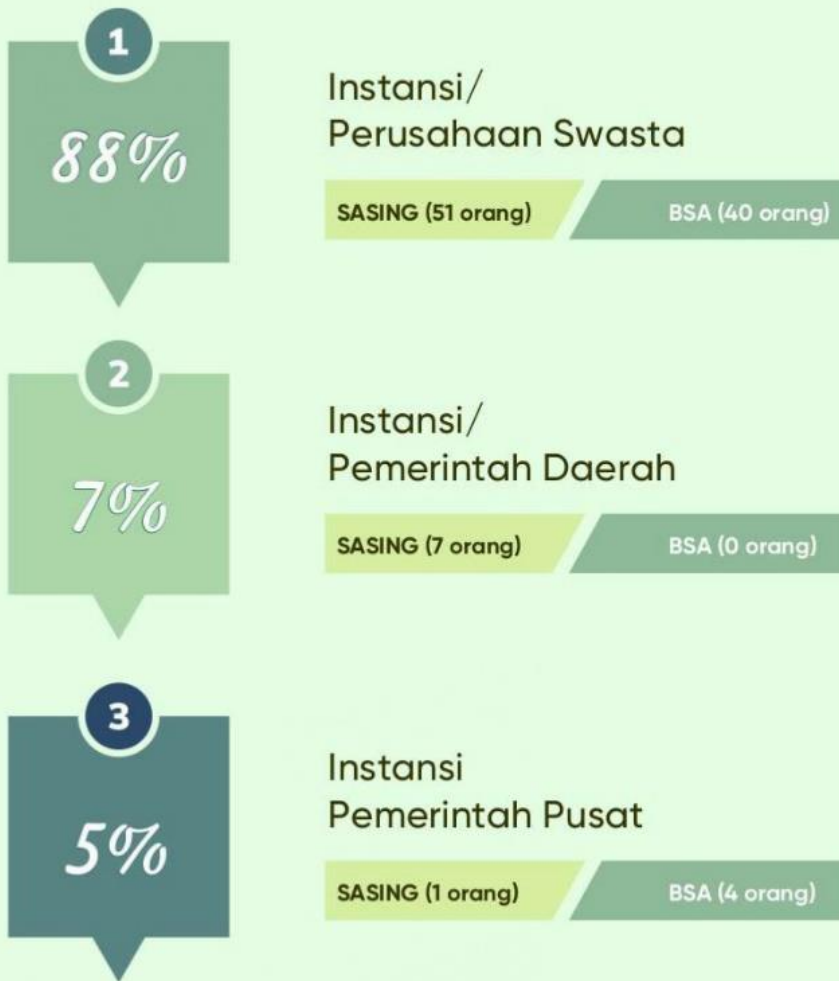 1
88%
Instansi/
Perusahaan Swasta
SASING (51 orang)
BSA (40 orang)
2
7%
Instansi/
Pemerintah Daerah
SASING (7 orang)
BSA (0 orang)
3
5%
Instansi
Pemerintah Pusat
SASING (1 orang)
BSA (4 orang)